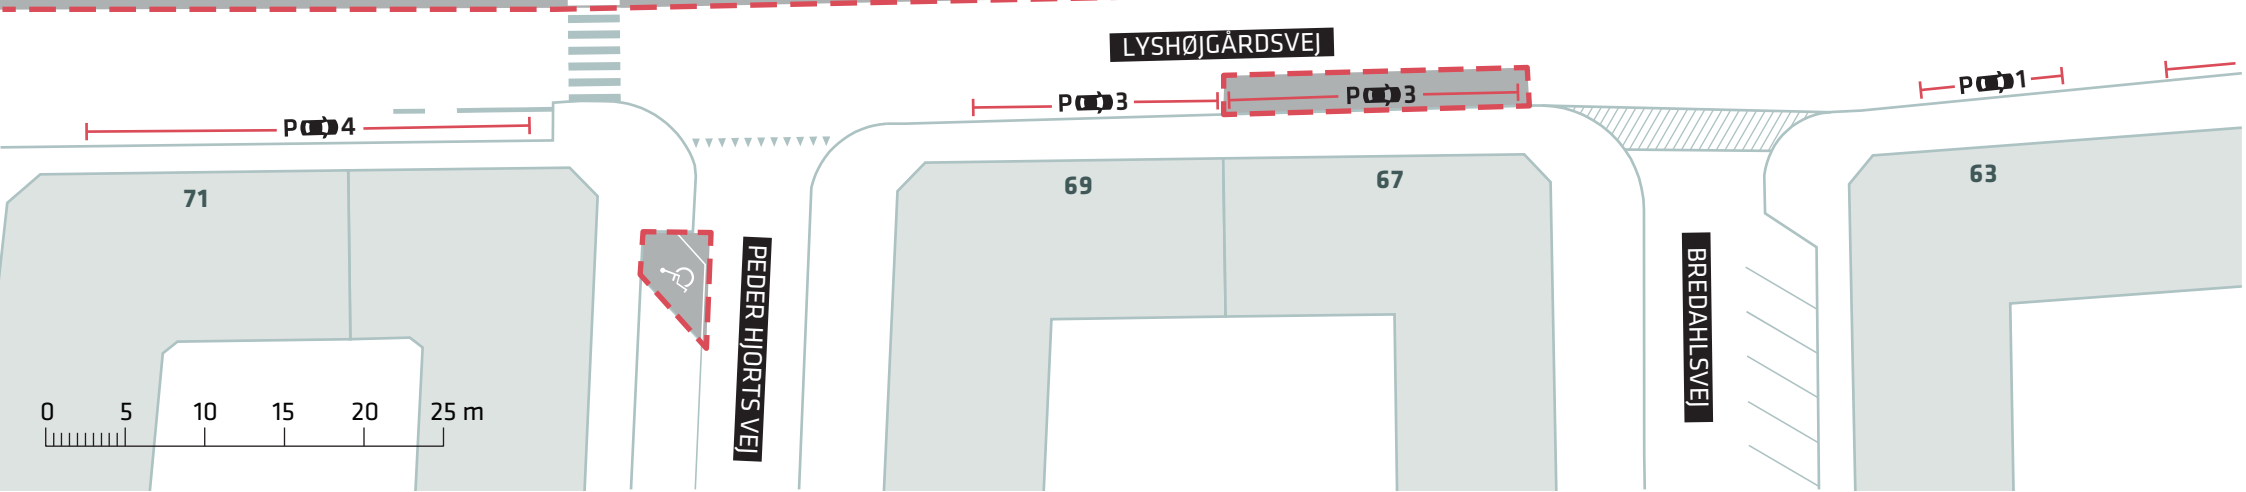 LYSHØJGÅRDSVEJ
P 4
P 3
P 3
P 1
71
69
67
63
PEDER HJORTS VEJ
BREDAHLSVEJ
0 5 10 15 20 25 m